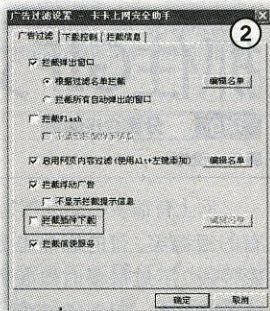 广告过滤设置 - 卡卡上网安全助手
②
广告过滤 下载控制 拦截信息
拦截弹出窗口
根据过滤名单拦截 编辑名单
拦截所有自动弹出的窗口
拦截Flash
启用网页内容过滤(使用Alt+左键添加) 编辑名单
拦截浮动广告
不显示拦截提示信息
拦截插件下载 编辑名单
拦截信使服务
确定 取消